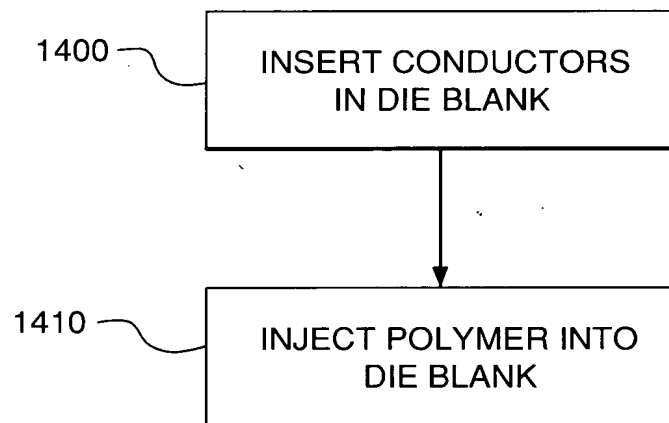 1400
INSERT CONDUCTORS
IN DIE BLANK
1410
INJECT POLYMER INTO
DIE BLANK